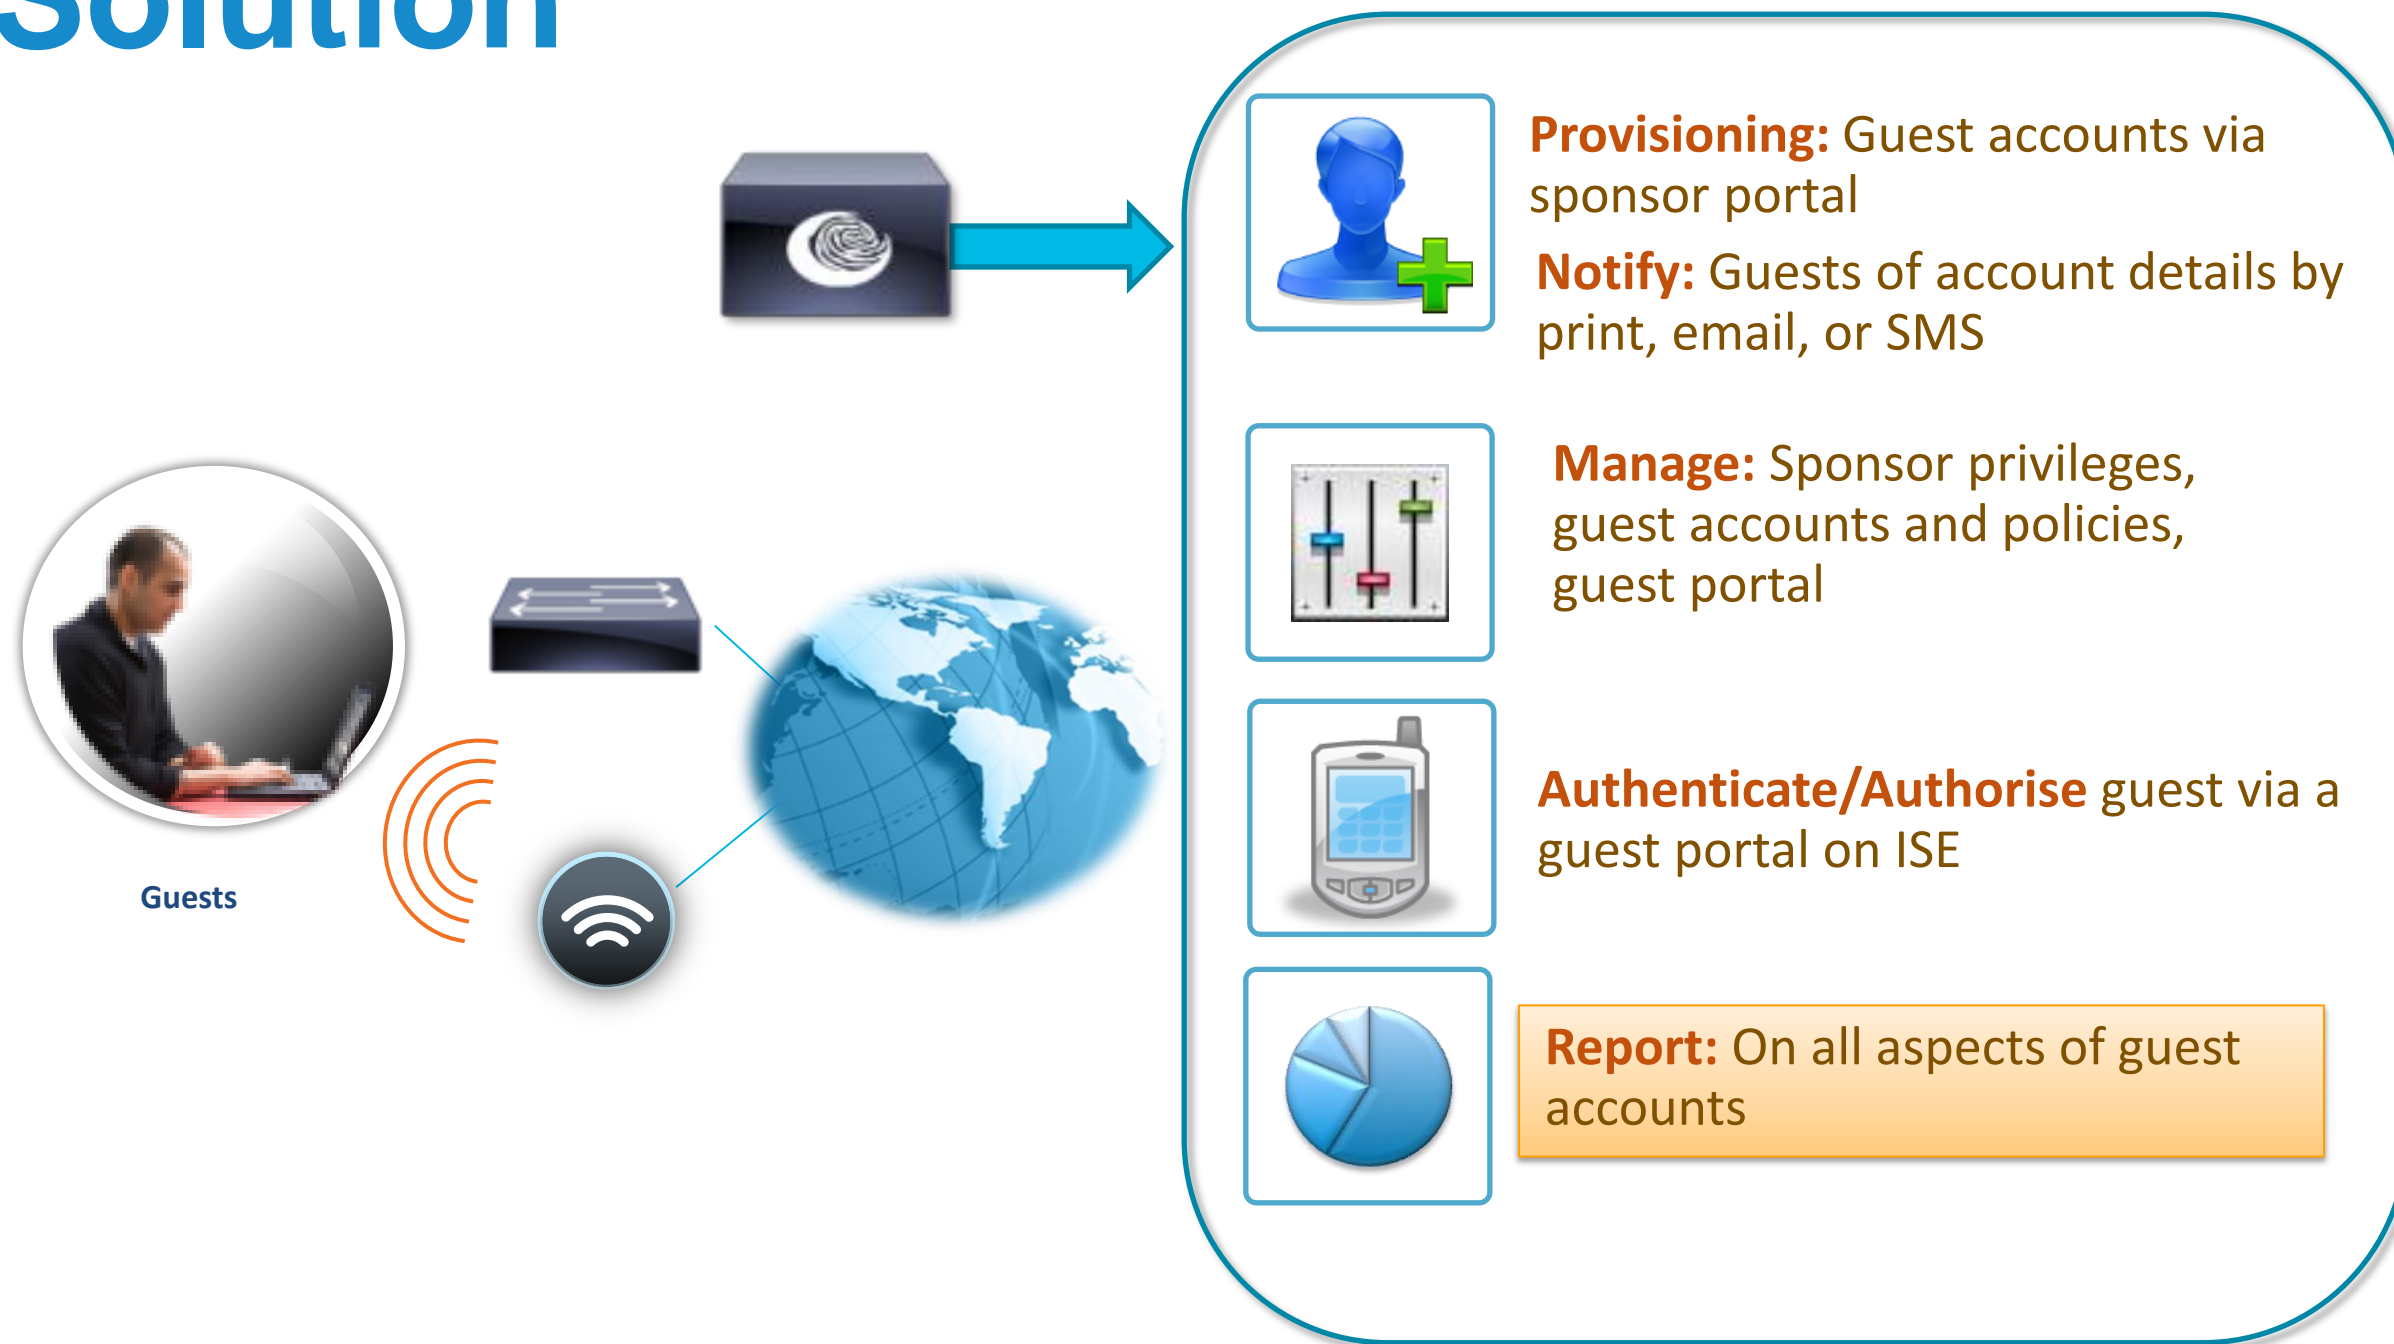 Solution
Provisioning: Guest accounts via
sponsor portal
Notify: Guests of account details by
print, email, or SMS
Manage: Sponsor privileges,
guest accounts and policies,
guest portal
Authenticate/Authorise guest via a
guest portal on ISE
Guests
Report: On all aspects of guest
accounts